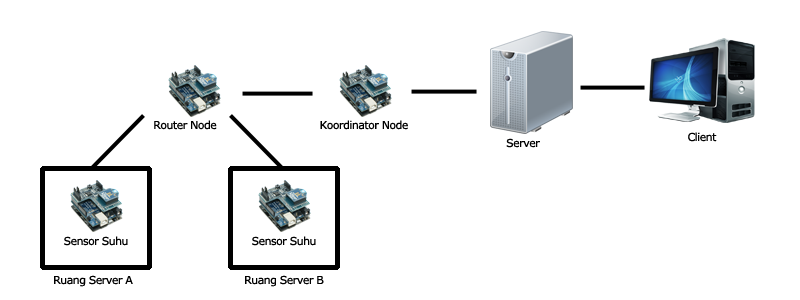 Router Node
Koordinator Node
Server
Client
Sensor Suhu
Sensor Suhu
Ruang Server A
Ruang Server B